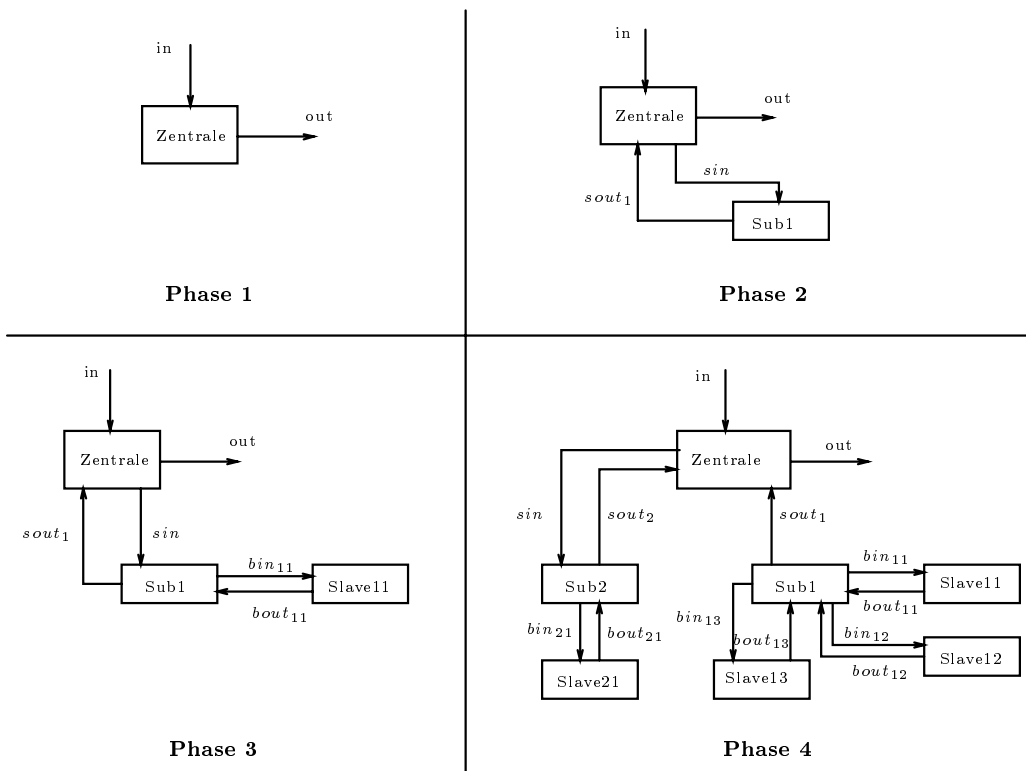 in
Zentrale
out
Phase 1
in
Zentrale
out
sin
sout1
Sub1
Phase 2
in
Zentrale
out
sout1
sin
Sub1
bin11
bout11
Slave11
Phase 3
in
Zentrale
out
sin
sout2
sout1
Sub2
bin21
bout21
Slave21
Sub1
bin11
bout11
Slave11
bin12
bout12
Slave12
bin13
bout13
Slave13
Phase 4